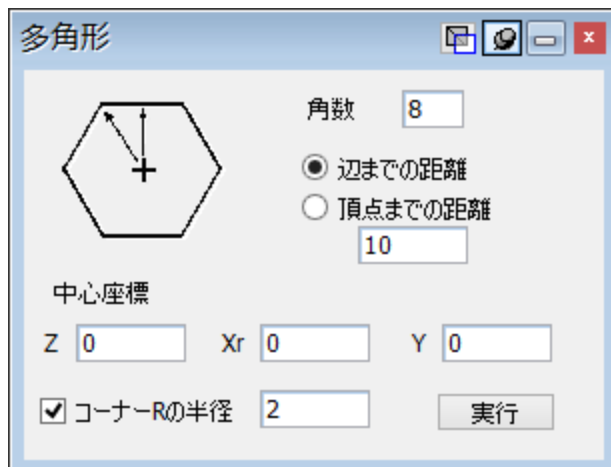 多角形
角数 8
辺までの距離
頂点までの距離
10
中心座標
Z 0 Xr 0 Y 0
コーナーRの半径 2 実行